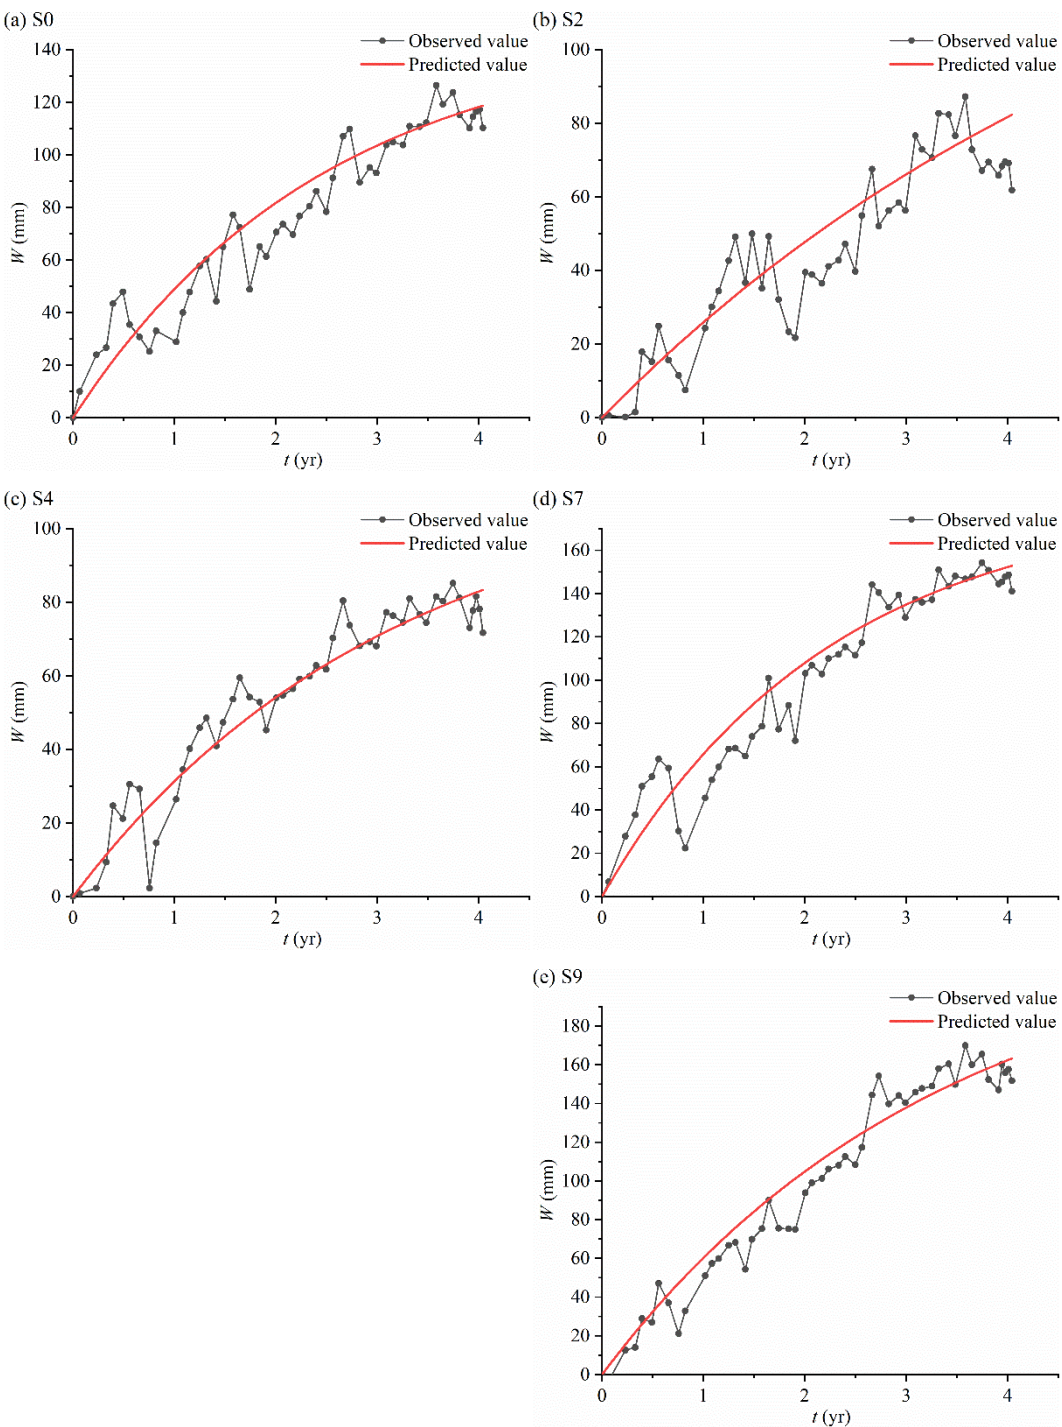 (a) S0
Observed value
Predicted value
140
120
100
80
60
40
20
0
W (mm)
0 1 2 3 4
t (yr)
(b) S2
Observed value
Predicted value
100
80
60
40
20
0
W (mm)
0 1 2 3 4
t (yr)
(c) S4
Observed value
Predicted value
100
80
60
40
20
0
W (mm)
0 1 2 3 4
t (yr)
(d) S7
Observed value
Predicted value
160
140
120
100
80
60
40
20
0
W (mm)
0 1 2 3 4
t (yr)
(e) S9
Observed value
Predicted value
180
160
140
120
100
80
60
40
20
0
W (mm)
0 1 2 3 4
t (yr)